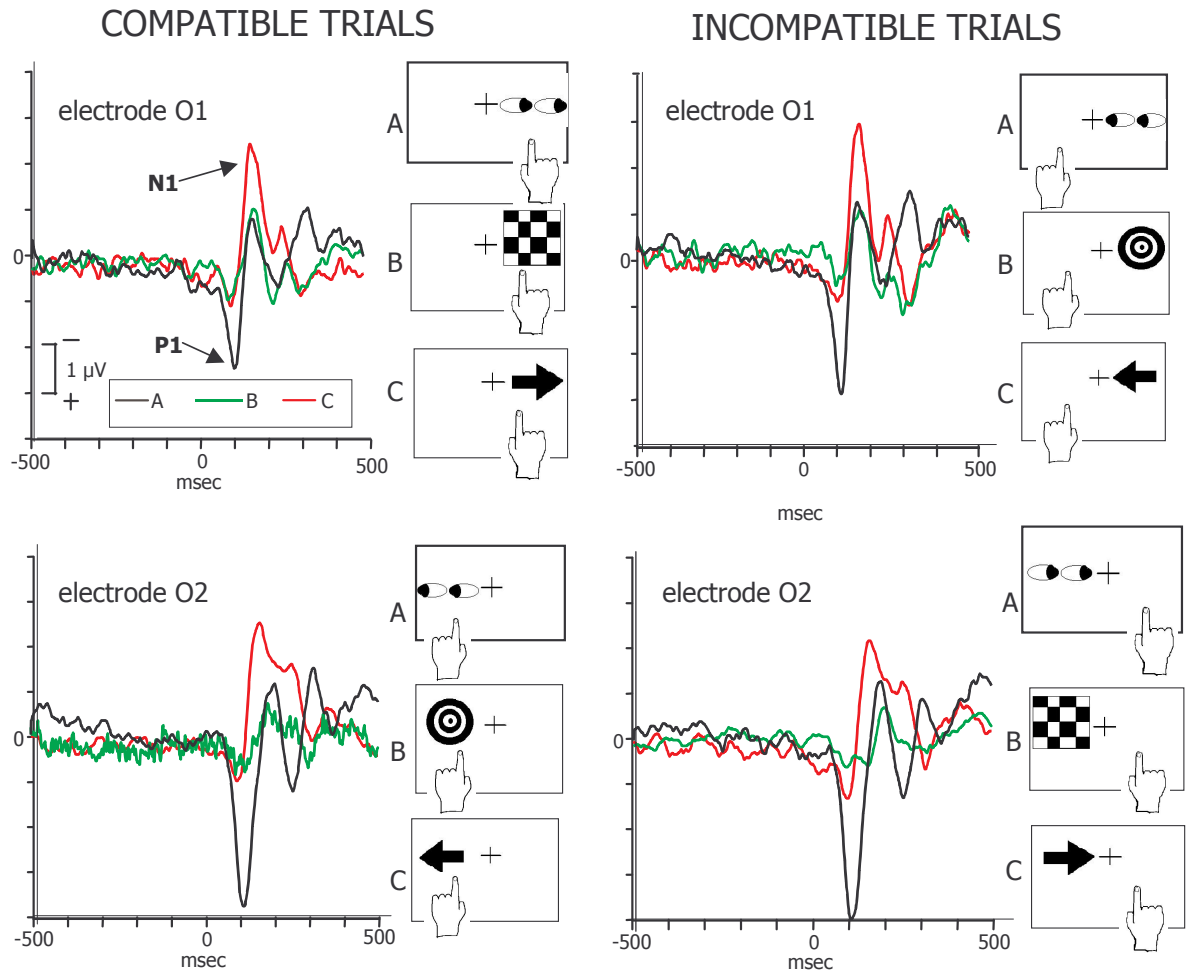 COMPATIBLE TRIALS
INCOMPATIBLE TRIALS
electrode O1
N1
P1
0
−
1 μV
+
A B C
-500 0 500
msec
A
B
C
electrode O1
0
-500 0 500
msec
A
B
C
electrode O2
0
-500 0 500
msec
A
B
C
electrode O2
0
-500 0 500
msec
A
B
C